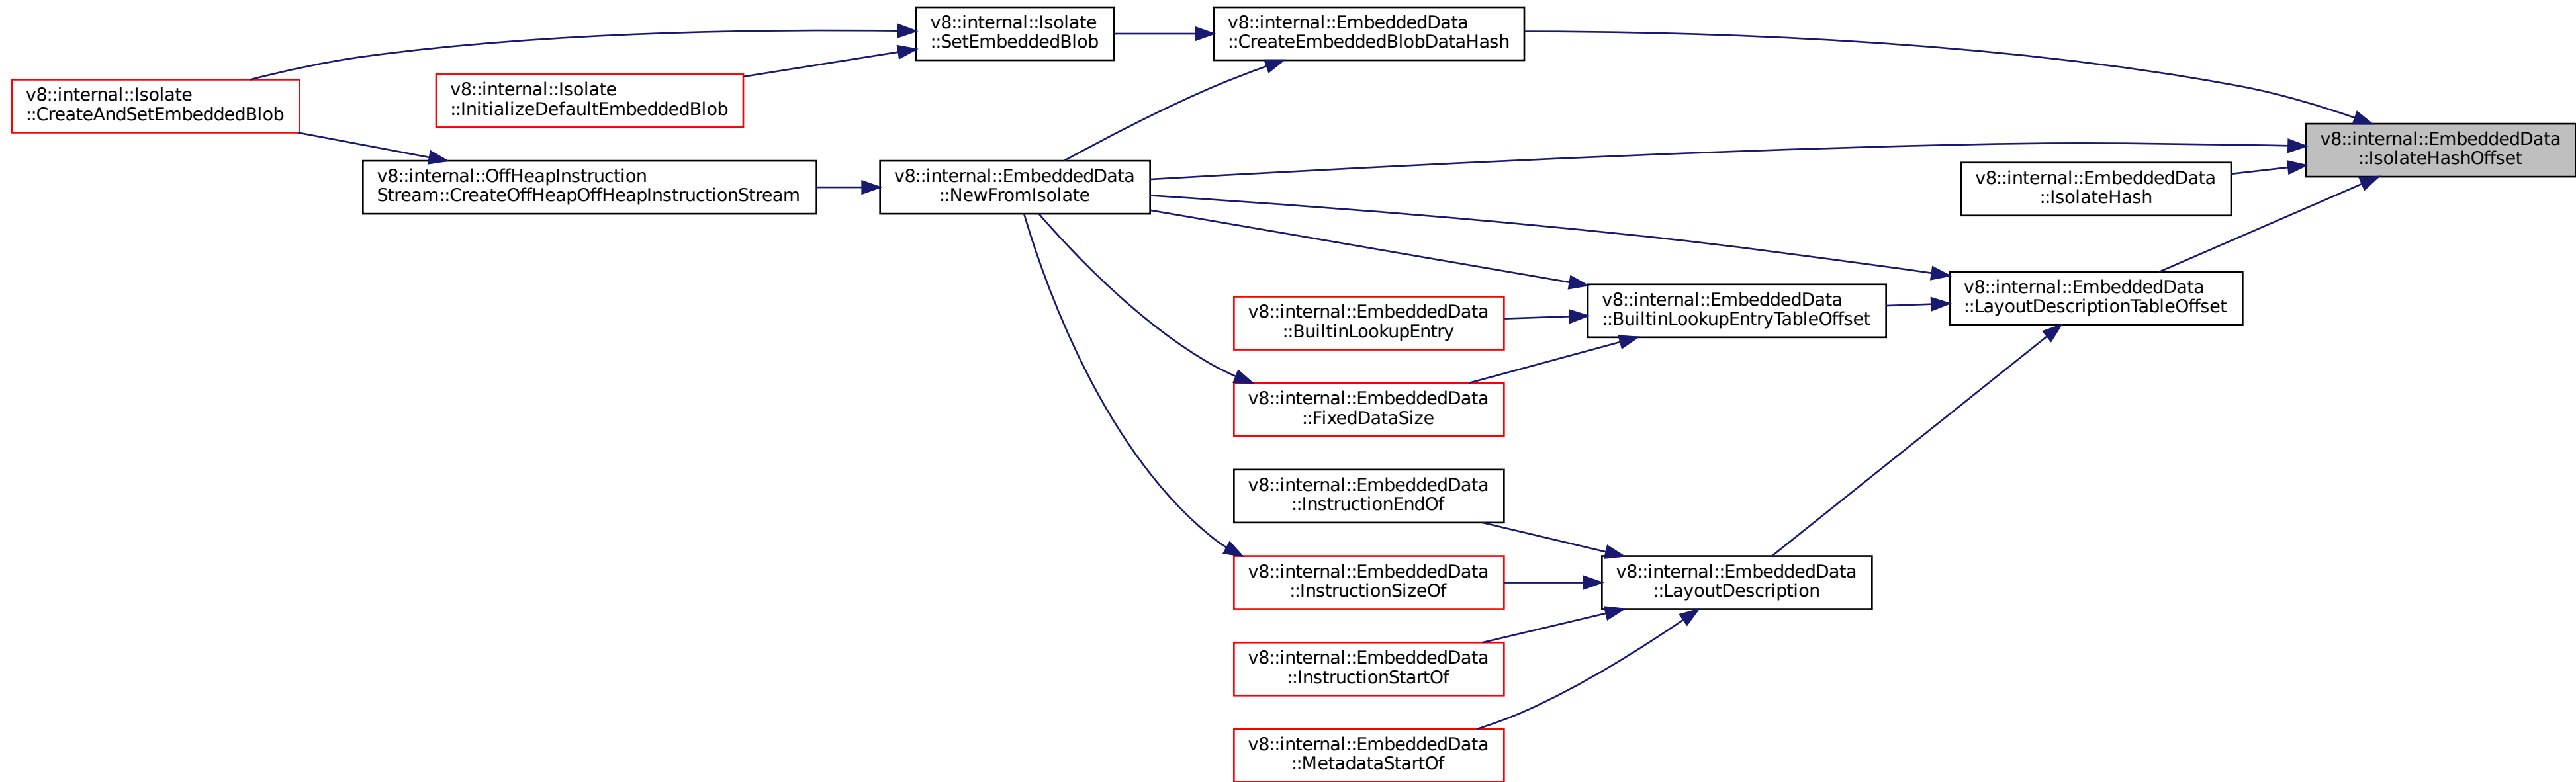 v8::internal::Isolate
::SetEmbeddedBlob
v8::internal::EmbeddedData
::CreateEmbeddedBlobDataHash
v8::internal::Isolate
::CreateAndSetEmbeddedBlob
v8::internal::Isolate
::InitializeDefaultEmbeddedBlob
v8::internal::EmbeddedData
::IsolateHashOffset
v8::internal::OffHeapInstruction
Stream::CreateOffHeapOffHeapInstructionStream
v8::internal::EmbeddedData
::NewFromIsolate
v8::internal::EmbeddedData
::IsolateHash
v8::internal::EmbeddedData
::LayoutDescriptionTableOffset
v8::internal::EmbeddedData
::BuiltinLookupEntryTableOffset
v8::internal::EmbeddedData
::BuiltinLookupEntry
v8::internal::EmbeddedData
::FixedDataSize
v8::internal::EmbeddedData
::InstructionEndOf
v8::internal::EmbeddedData
::InstructionSizeOf
v8::internal::EmbeddedData
::LayoutDescription
v8::internal::EmbeddedData
::InstructionStartOf
v8::internal::EmbeddedData
::MetadataStartOf